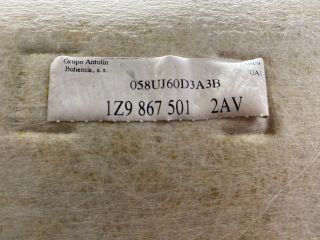 Grupo Antolin
Bohemia, a.s.
058UJ60D3A3B
1Z9 867 501 2AV